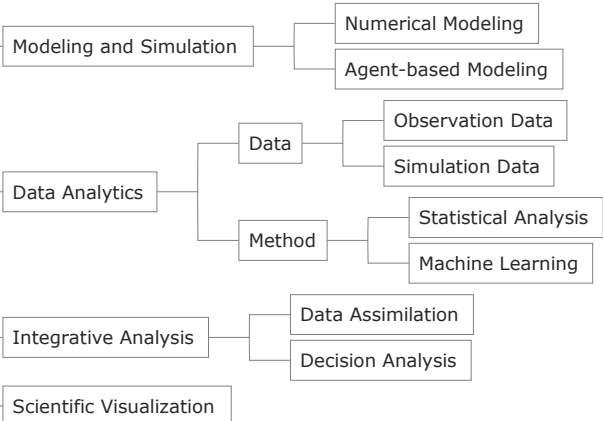 Numerical Modeling
Modeling and Simulation
Agent-based Modeling
Observation Data
Data
Simulation Data
Data Analytics
Statistical Analysis
Method
Machine Learning
Data Assimilation
Integrative Analysis
Decision Analysis
Scientific Visualization